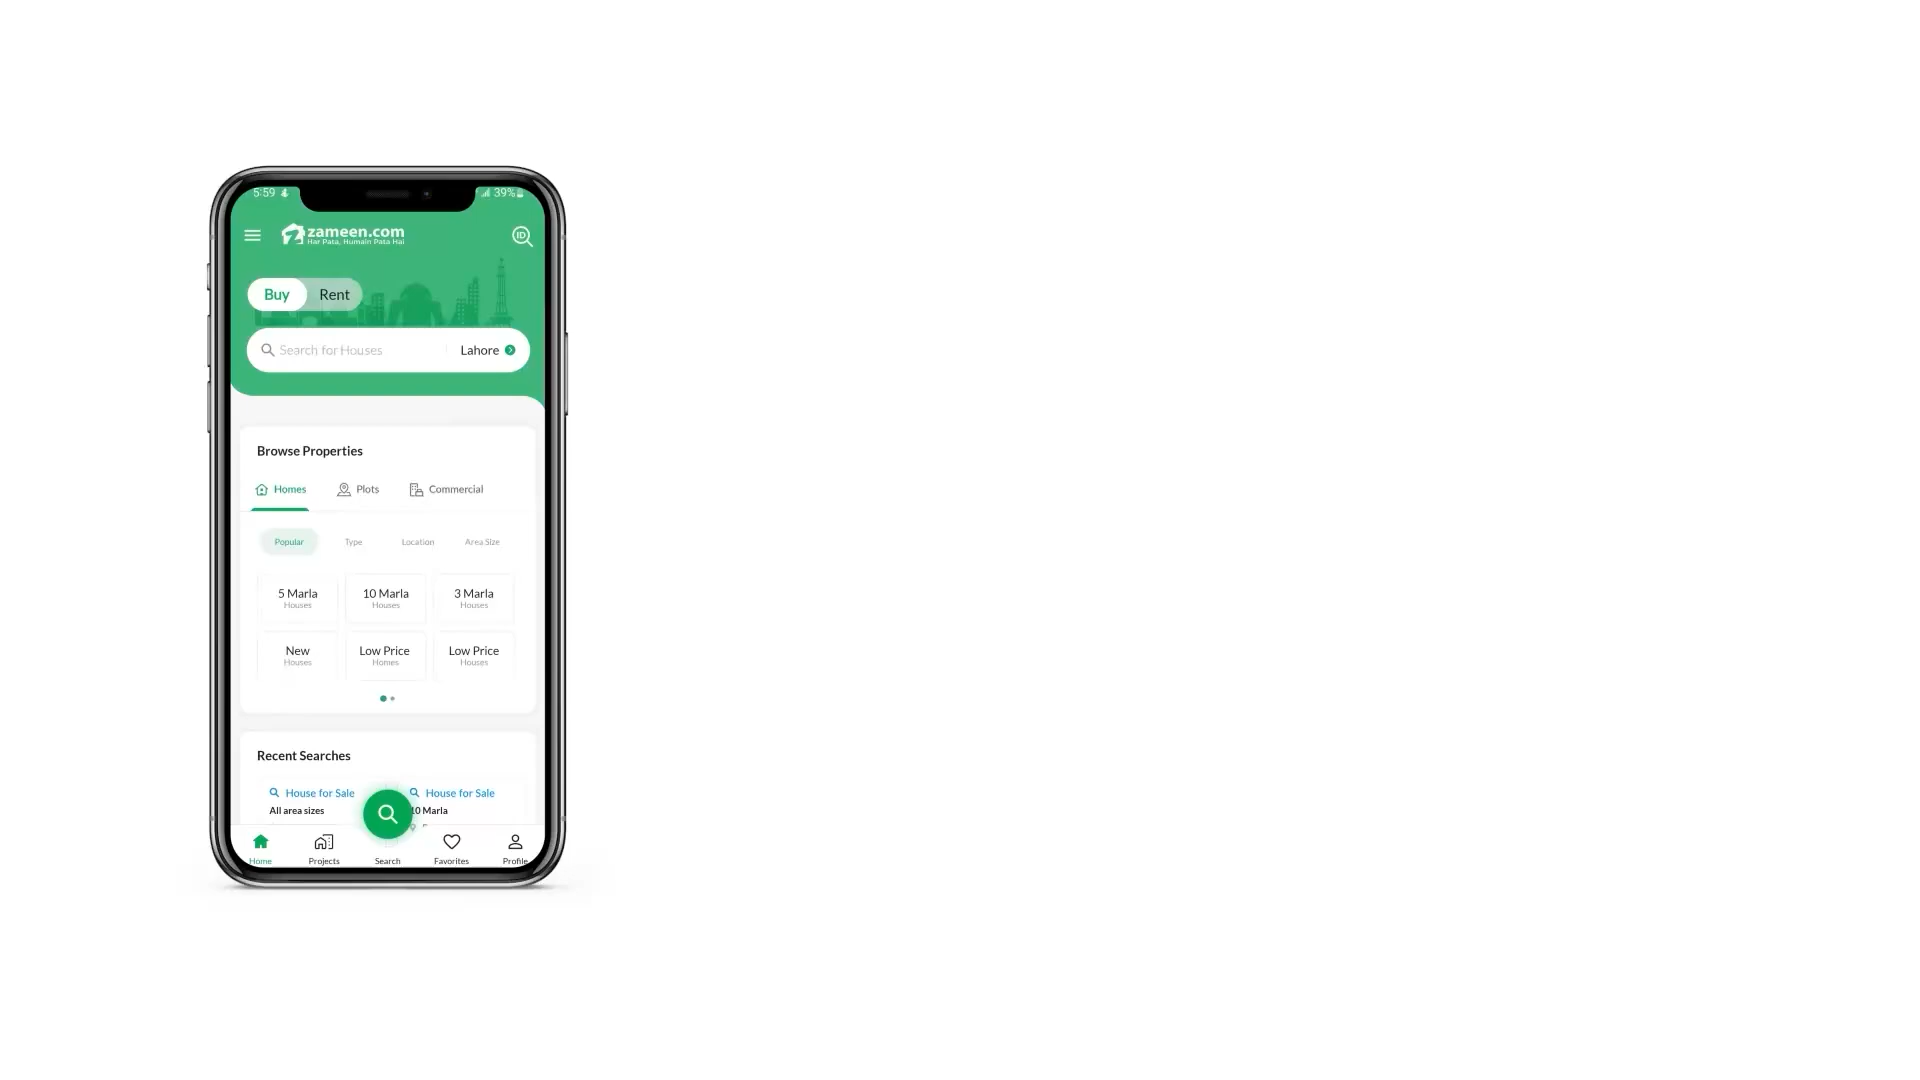 5:59
39%
zameen.com
Har Pata, Humain Pata Hai
ID
Buy Rent
Search for Houses Lahore
Browse Properties
Homes Plots Commercial
Popular Type Location Area Size
5 Marla 10 Marla 3 Marla
Houses Houses Houses
New Low Price Low Price
Houses Homes Houses
Recent Searches
House for Sale House for Sale
All area sizes 10 Marla
Home Projects Search Favorites Profile